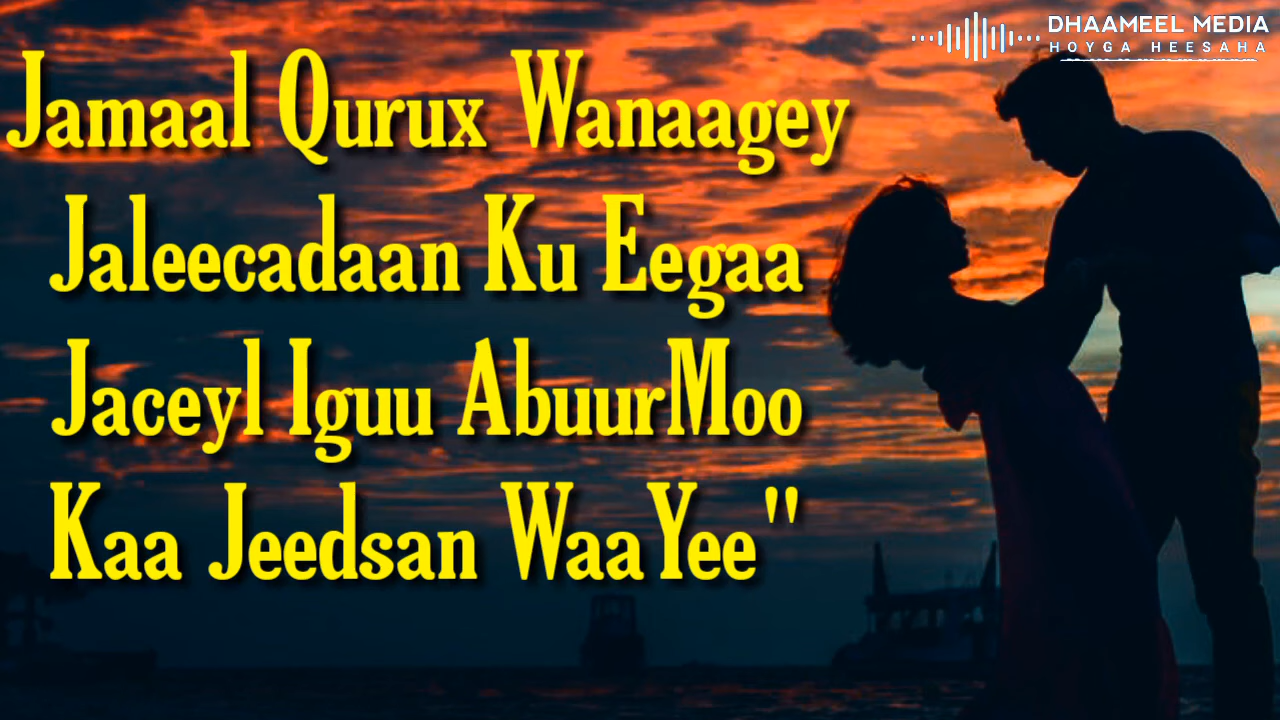 DHAAMEEL MEDIA
HOYGA HEESAHA
Jamaal Qurux Wanaagey
Jaleecadaan Ku Eegaa
Jaceyl Iguu AbuurMoo
Kaa Jeedsan WaaYee"